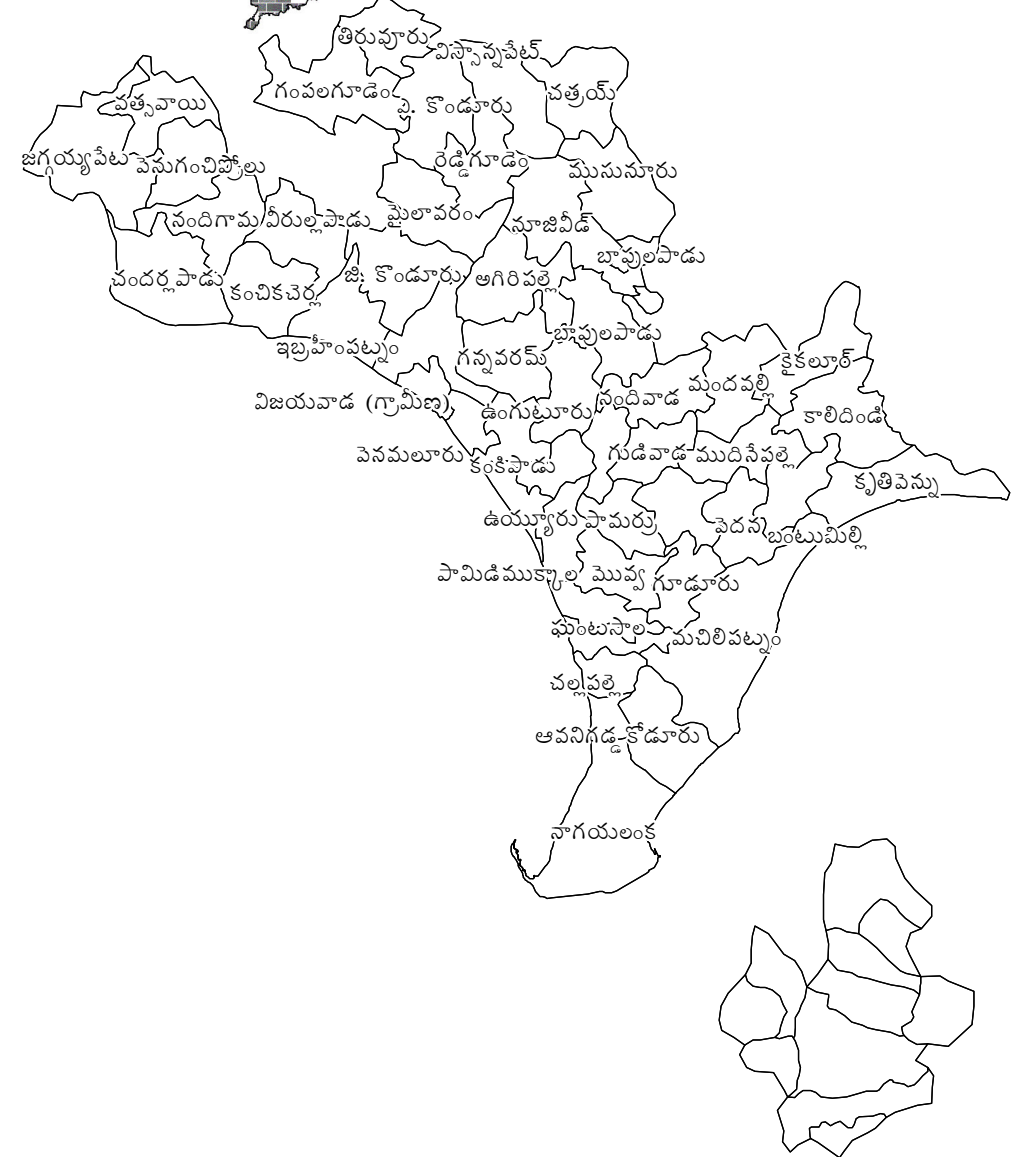 తిరువూరు
విస్సాన్నపేట్
గంపలగూడెం
చత్రయ్
వత్సవాయి
ఏ. కొండూరు
జగ్గయ్యపేట
పెనుగంచిప్రోలు
రెడ్డిగూడెం
ముసునూరు
నందిగామ
వీరుల్లపాడు
మైలావరం
నూజివీడ్
బాపులపాడు
చందర్లపాడు
కంచికచెర్ల
జి. కొండూరు
అగిరిపల్లె
బాపులపాడు
ఇబ్రహీంపట్నం
గన్నవరమ్
కైకలూర్
మందవల్లి
నందివాడ
విజయవాడ (గ్రామీణ)
ఉంగుటూరు
కాలిదిండి
పెనమలూరు
కంకిపాడు
గుడివాడ
ముదినేపల్లె
కృతివెన్ను
ఉయ్యూరు
పామర్రు
పెదన
బంటుమిల్లి
పామిడిముక్కాల
మొవ్వ
గూడూరు
ఘంటసాల
మచిలిపట్నం
చల్లపల్లె
ఆవనిగడ్డ
కోడూరు
నాగయలంక